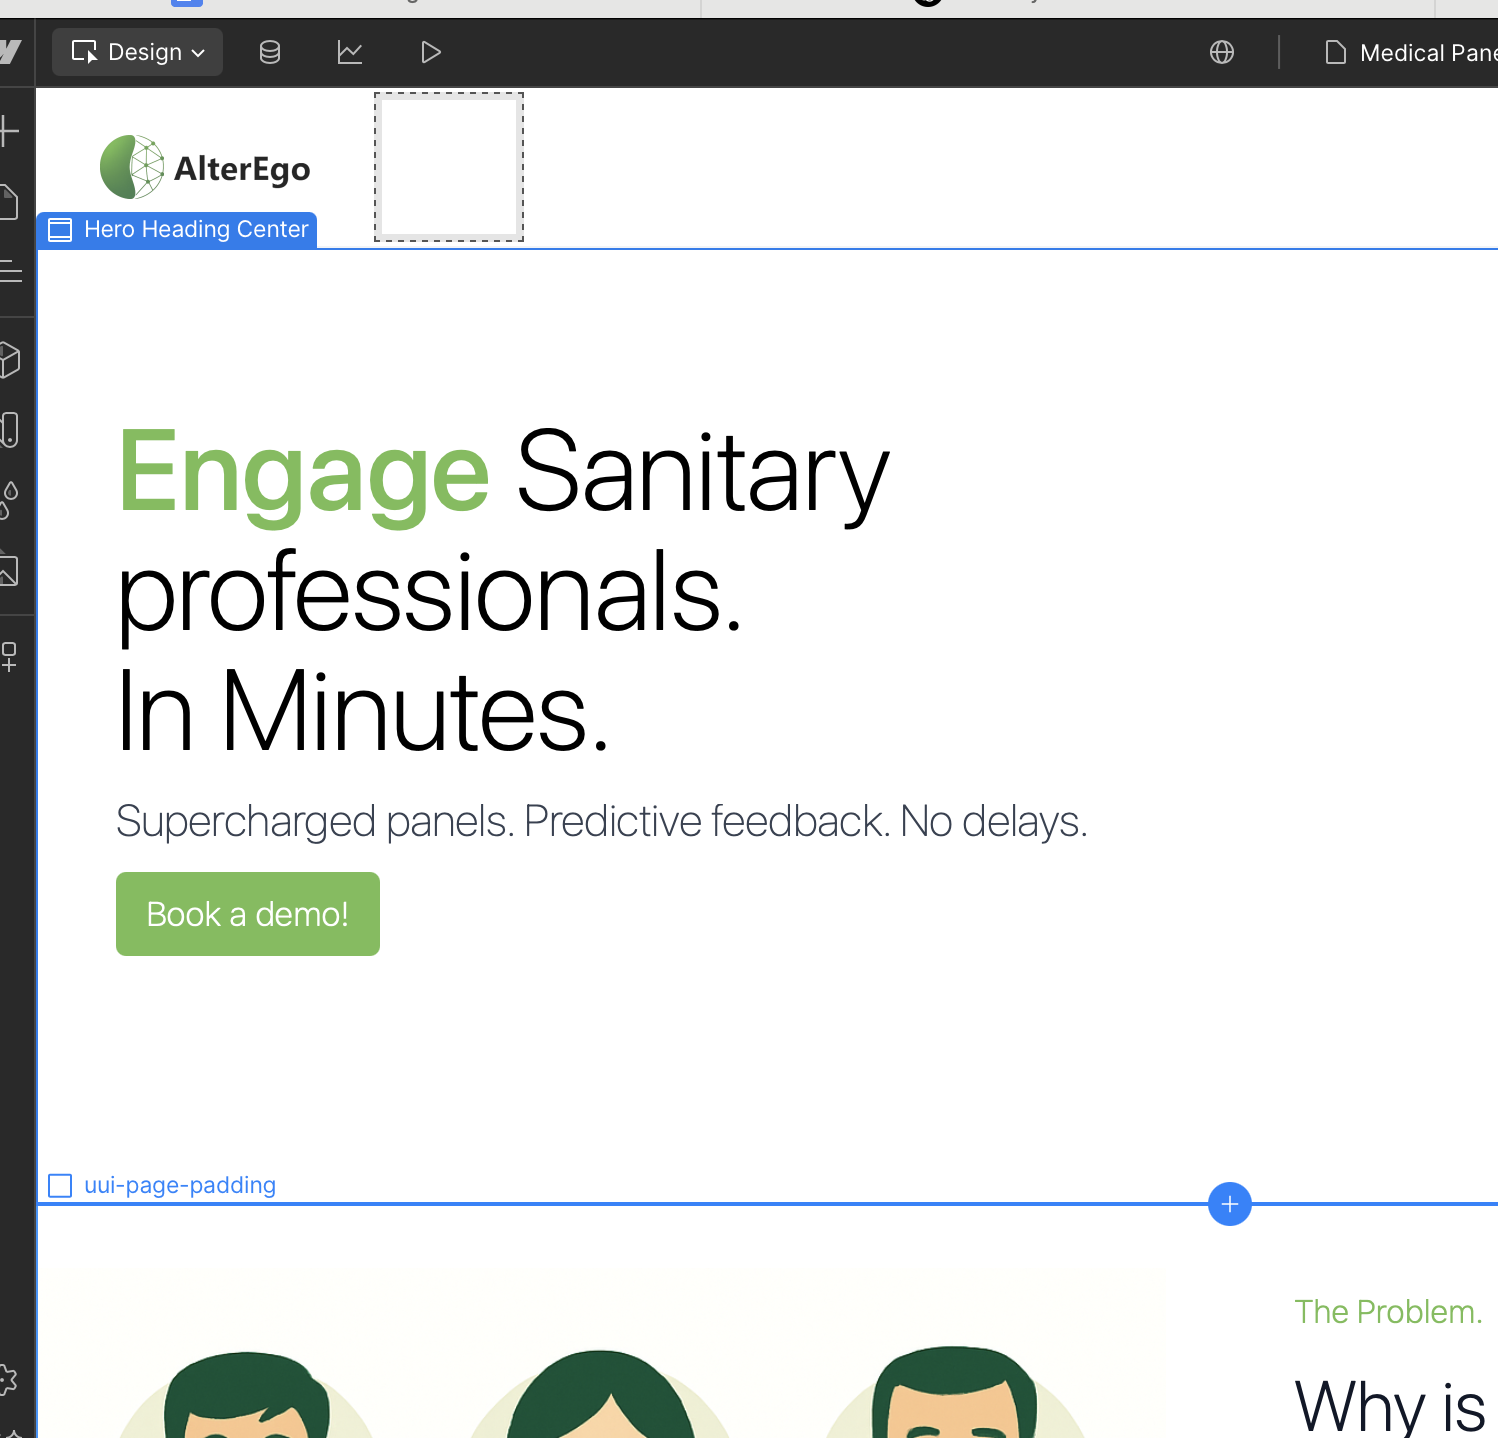 Design
Medical Pane
AlterEgo
Hero Heading Center
Engage Sanitary
professionals.
In Minutes.
Supercharged panels. Predictive feedback. No delays.
Book a demo!
uui-page-padding
The Problem.
Why is